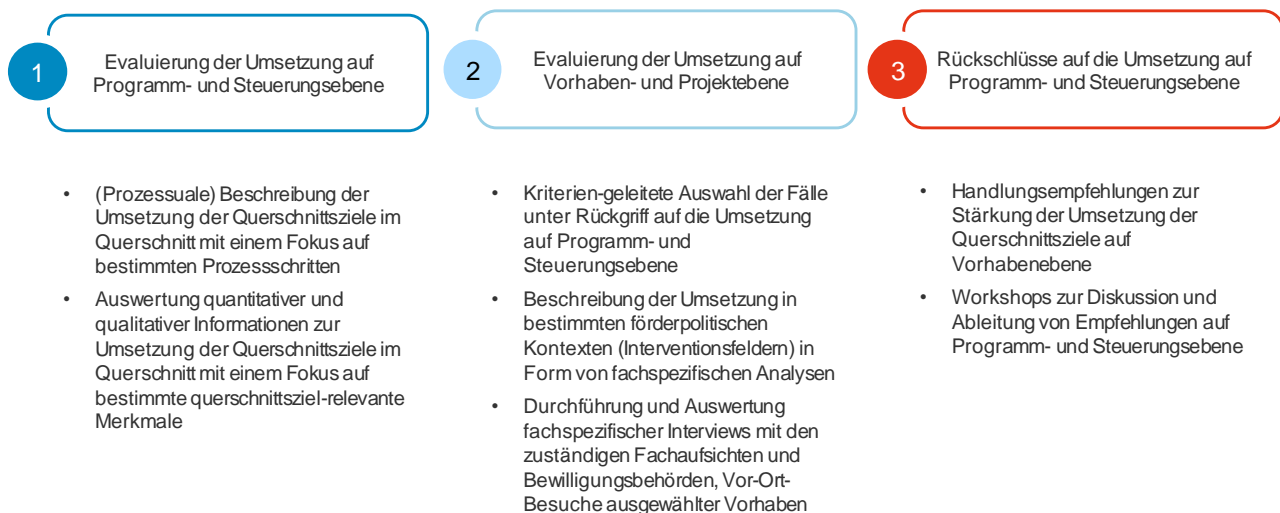 1
Evaluierung der Umsetzung auf
Programm- und Steuerungsebene
2
Evaluierung der Umsetzung auf
Vorhaben- und Projektebene
3
Rückschlüsse auf die Umsetzung auf
Programm- und Steuerungsebene
• (Prozessuale) Beschreibung der
Umsetzung der Querschnittsziele im
Querschnitt mit einem Fokus auf
bestimmten Prozessschritten
• Auswertung quantitativer und
qualitativer Informationen zur
Umsetzung der Querschnittsziele im
Querschnitt mit einem Fokus auf
bestimmte querschnittsziel-relevante
Merkmale
• Kriterien-geleitete Auswahl der Fälle
unter Rückgriff auf die Umsetzung
auf Programm- und
Steuerungsebene
• Beschreibung der Umsetzung in
bestimmten förderpolitischen
Kontexten (Interventionsfeldern) in
Form von fachspezifischen Analysen
• Durchführung und Auswertung
fachspezifischer Interviews mit den
zuständigen Fachaufsichten und
Bewilligungsbehörden, Vor-Ort-
Besuche ausgewählter Vorhaben
• Handlungsempfehlungen zur
Stärkung der Umsetzung der
Querschnittsziele auf
Vorhabenebene
• Workshops zur Diskussion und
Ableitung von Empfehlungen auf
Programm- und Steuerungsebene